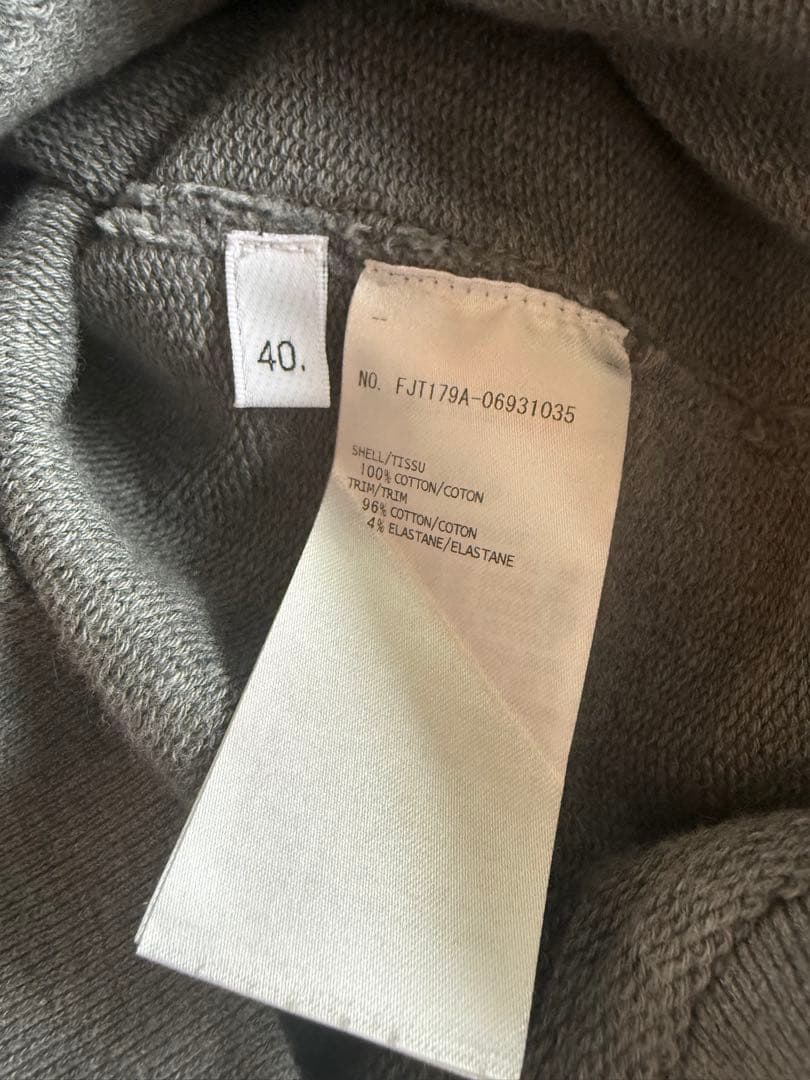 40.
NO. FJT179A-06931035
SHELL/TISSU
100% COTTON/COTON
TRIM/TRIM
96% COTTON/COTON
4% ELASTANE/ELASTANE